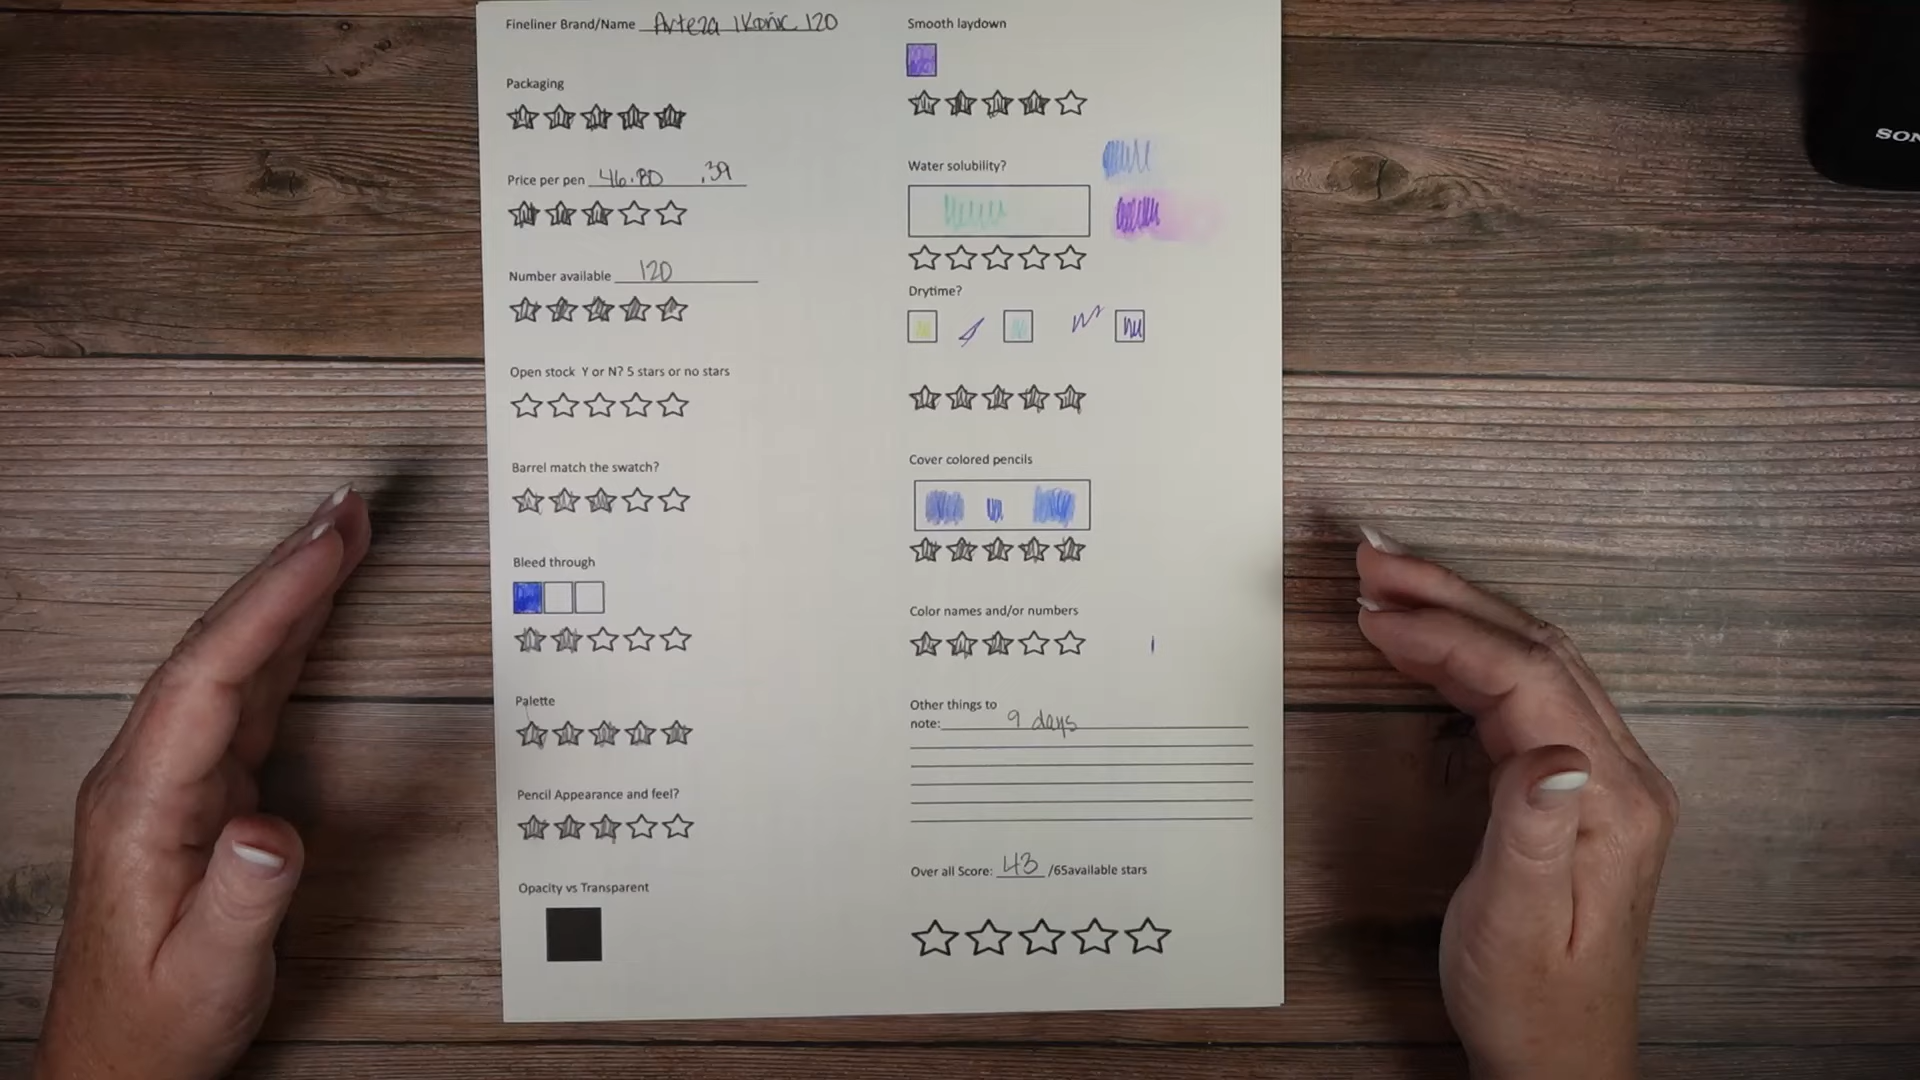 Fineliner Brand/Name Arteza IKonic 120
Packaging
Price per pen 46.80 .39
Number available 120
Open stock Y or N? 5 stars or no stars
Barrel match the swatch?
Bleed through
Palette
Pencil Appearance and feel?
Opacity vs Transparent
Smooth laydown
Water solubility?
Drytime?
Cover colored pencils
Color names and/or numbers
Other things to
note: 9 days
Over all Score: 43 /65available stars